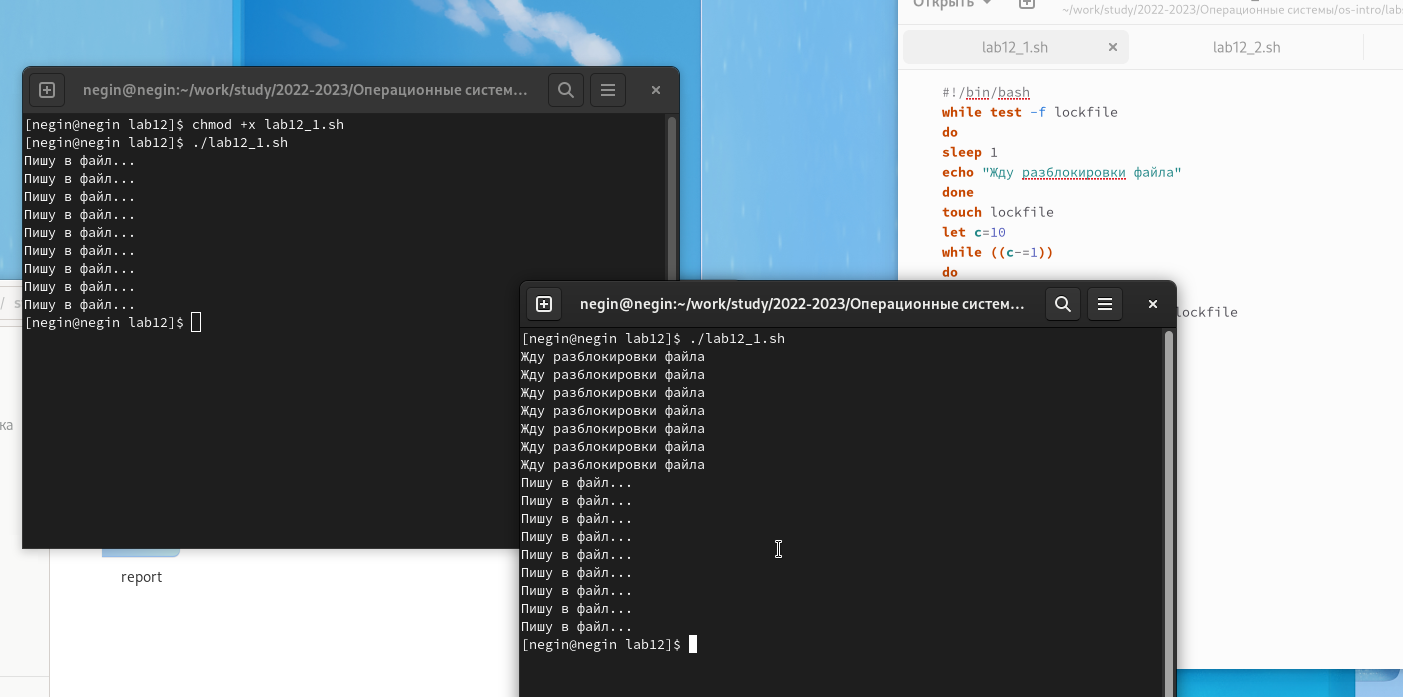 negin@negin:~/work/study/2022-2023/Операционные систем…
[negin@negin lab12]$ chmod +x lab12_1.sh
[negin@negin lab12]$ ./lab12_1.sh
Пишу в файл...
Пишу в файл...
Пишу в файл...
Пишу в файл...
Пишу в файл...
Пишу в файл...
Пишу в файл...
Пишу в файл...
Пишу в файл...
[negin@negin lab12]$
negin@negin:~/work/study/2022-2023/Операционные систем…
[negin@negin lab12]$ ./lab12_1.sh
Жду разблокировки файла
Жду разблокировки файла
Жду разблокировки файла
Жду разблокировки файла
Жду разблокировки файла
Жду разблокировки файла
Жду разблокировки файла
Пишу в файл...
Пишу в файл...
Пишу в файл...
Пишу в файл...
Пишу в файл...
Пишу в файл...
Пишу в файл...
Пишу в файл...
Пишу в файл...
[negin@negin lab12]$
Открыть
~/work/study/2022-2023/Операционные системы/os-intro/lab
lab12_1.sh
lab12_2.sh
#!/bin/bash
while test -f lockfile
do
sleep 1
echo "Жду разблокировки файла"
done
touch lockfile
let c=10
while ((c-=1))
do
lockfile
ка
report